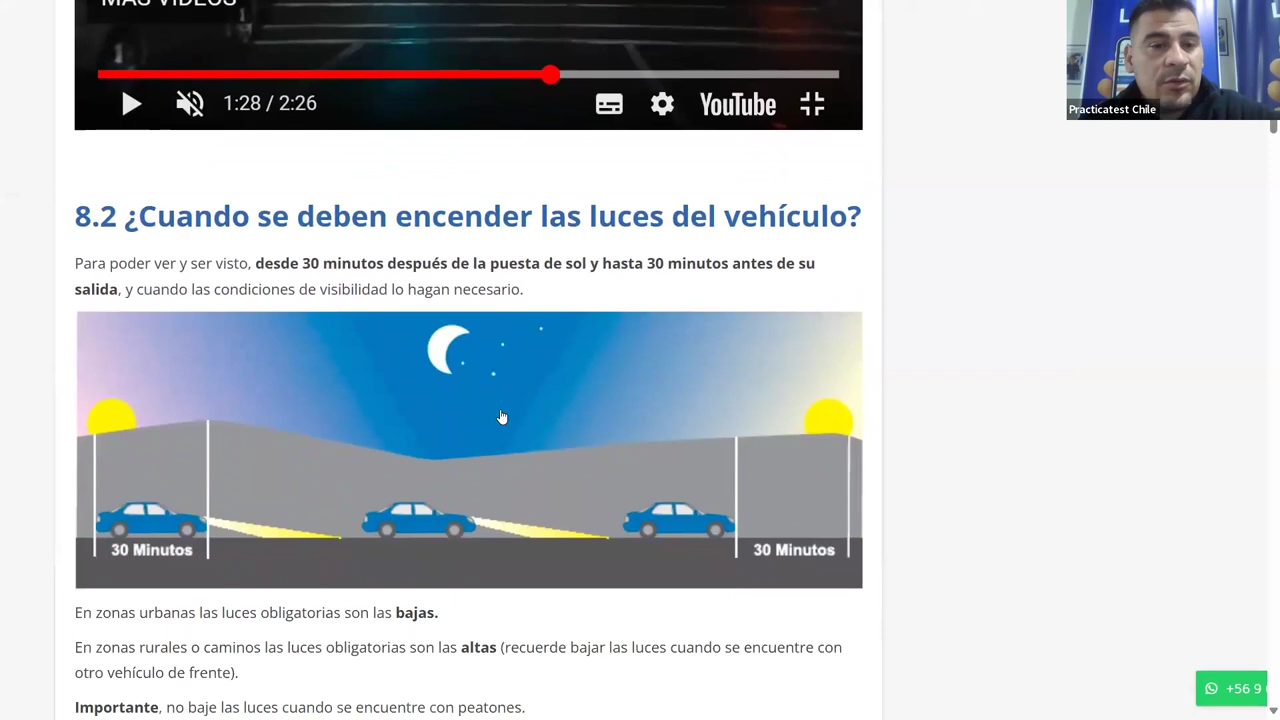 MÁS VIDEOS
1:28 / 2:26
YouTube
Practicatest Chile
8.2 ¿Cuando se deben encender las luces del vehículo?
Para poder ver y ser visto, desde 30 minutos después de la puesta de sol y hasta 30 minutos antes de su
salida, y cuando las condiciones de visibilidad lo hagan necesario.
30 Minutos
30 Minutos
En zonas urbanas las luces obligatorias son las bajas.
En zonas rurales o caminos las luces obligatorias son las altas (recuerde bajar las luces cuando se encuentre con
otro vehículo de frente).
Importante, no baje las luces cuando se encuentre con peatones.
+56 9